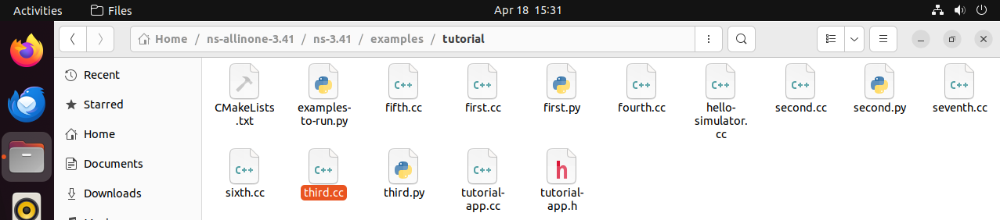 Activities Files Apr 18 15:31
Home / ns-allinone-3.41 / ns-3.41 / examples / tutorial
Recent
Starred
Home
Documents
Downloads
CMakeLists
.txt
examples-
to-run.py
fifth.cc
first.cc
first.py
fourth.cc
hello-
simulator.
cc
second.cc
second.py
seventh.cc
sixth.cc
third.cc
third.py
tutorial-
app.cc
tutorial-
app.h
C++
C++
C++
C++
C++
C++
C++
C++
C++
h